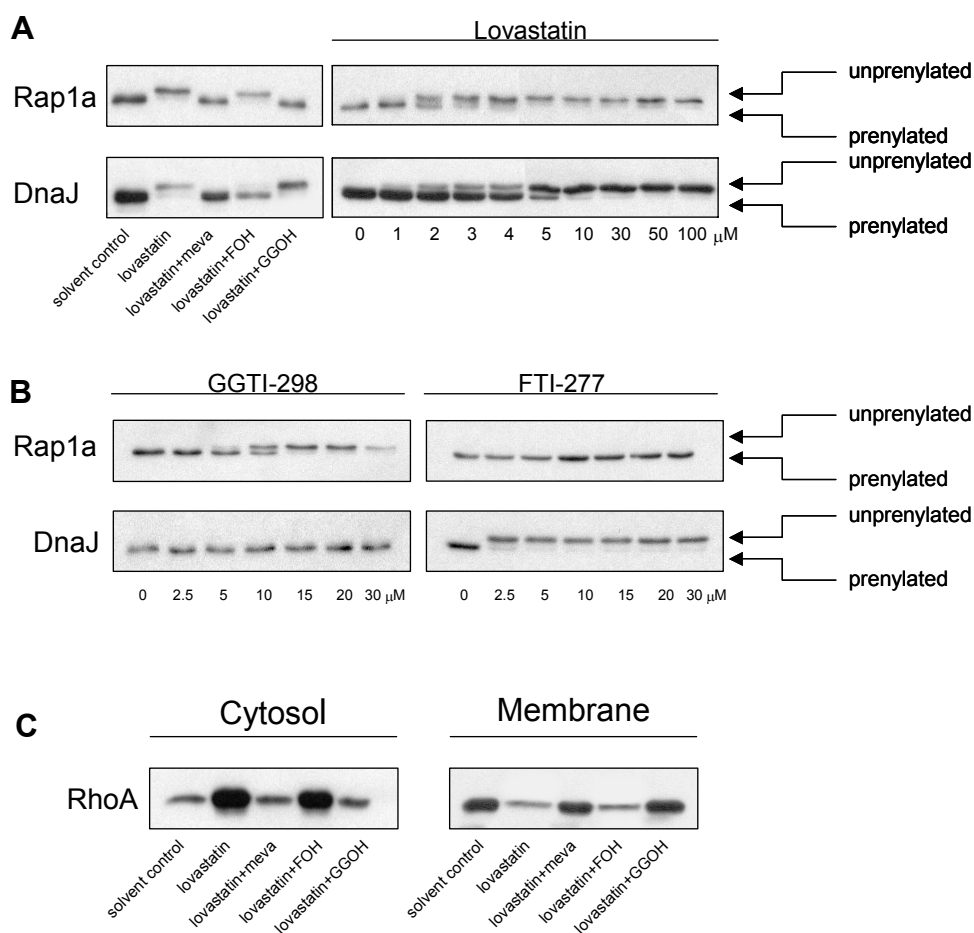 A
Lovastatin
Rap1a
unprenylated
prenylated
DnaJ
unprenylated
prenylated
solvent control
lovastatin
lovastatin+meva
lovastatin+FOH
lovastatin+GGOH
0 1 2 3 4 5 10 30 50 100 μM
B
GGTI-298 FTI-277
Rap1a
unprenylated
prenylated
DnaJ
unprenylated
prenylated
0 2.5 5 10 15 20 30 μM
0 2.5 5 10 15 20 30 μM
C
Cytosol Membrane
RhoA
solvent control
lovastatin
lovastatin+meva
lovastatin+FOH
lovastatin+GGOH
solvent control
lovastatin
lovastatin+meva
lovastatin+FOH
lovastatin+GGOH